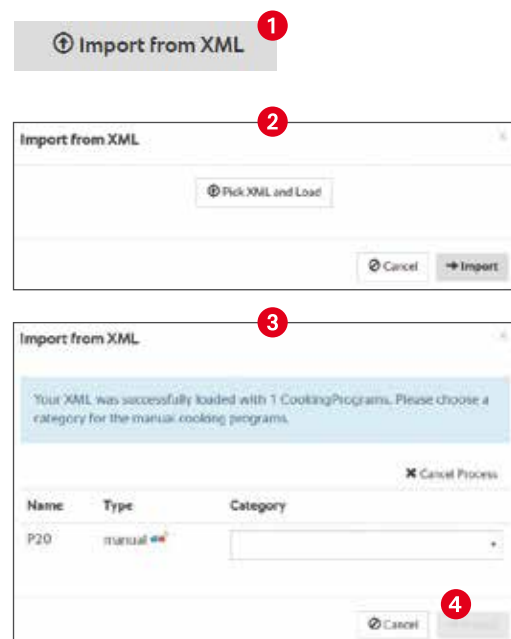 1
Import from XML
2
Import from XML ×
Pick XML and Load
Cancel Import
3
Import from XML ×
Your XML was successfully loaded with 1 CookingPrograms. Please choose a
category for the manual cooking programs.
Cancel Process
Name Type Category
P20 manual
4
Cancel